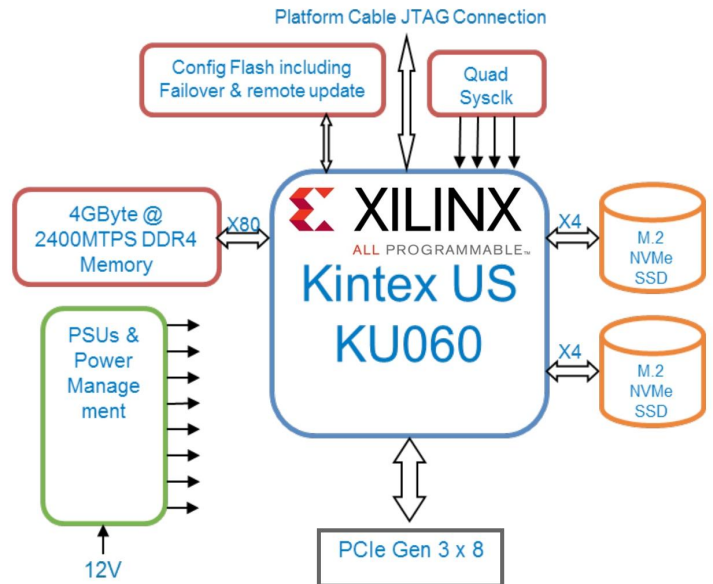 Platform Cable JTAG Connection
Config Flash including
Failover & remote update
Quad
Sysclk
4GByte @
2400MTPS DDR4
Memory
X80
XILINX
ALL PROGRAMMABLE™
Kintex US
KU060
X4
M.2
NVMe
SSD
X4
M.2
NVMe
SSD
PSUs &
Power
Manage
ment
12V
PCIe Gen 3 x 8